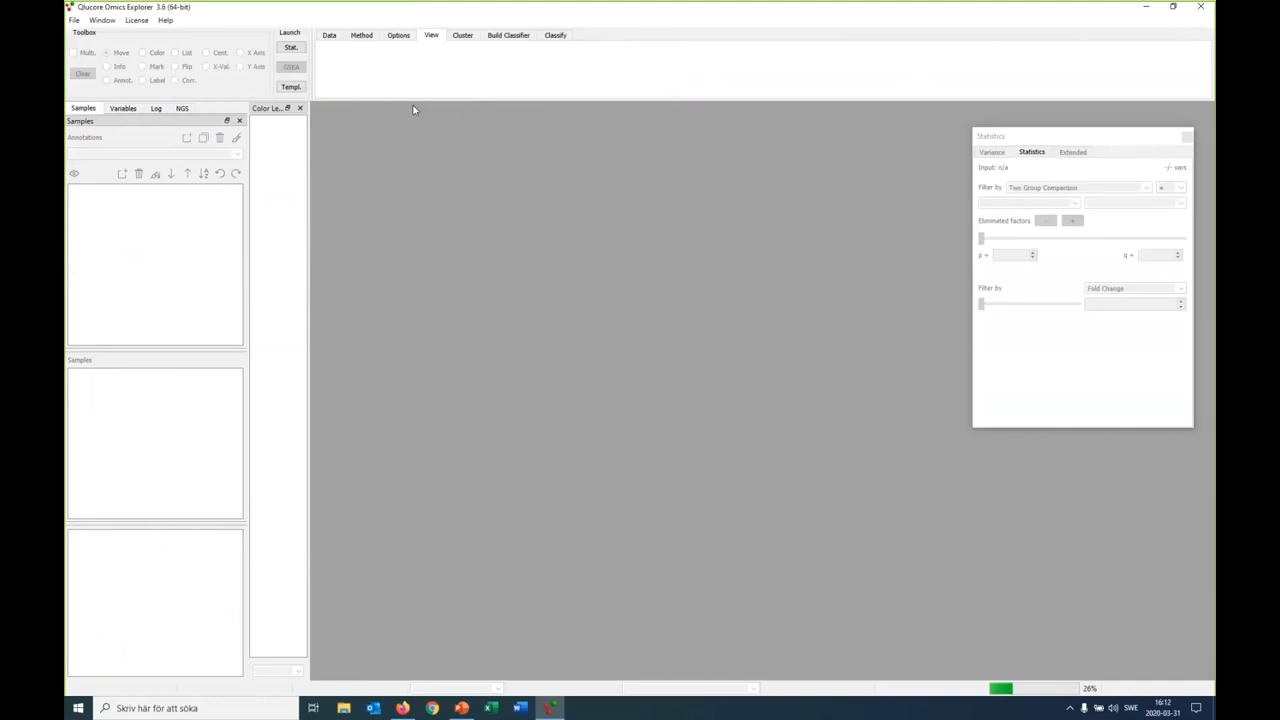 Qlucore Omics Explorer 3.6 (64-bit)
File Window License Help
Toolbox Launch
Data Method Options View Cluster Build Classifier Classify
Mult. Move Color List Cent. X Axis Stat.
Info Mark Flip X-Val. Y Axis GSEA
Clear
Annot. Label Corr. Templ.
Samples Variables Log NGS Color Le...
Samples
Annotations
Samples
Statistics
Variance Statistics Extended
Input: n/a -/- vars
Filter by Two Group Comparison
Eliminated factors - +
p = q =
Filter by Fold Change
26%
Skriv här för att söka
SWE
16:12
2020-03-31